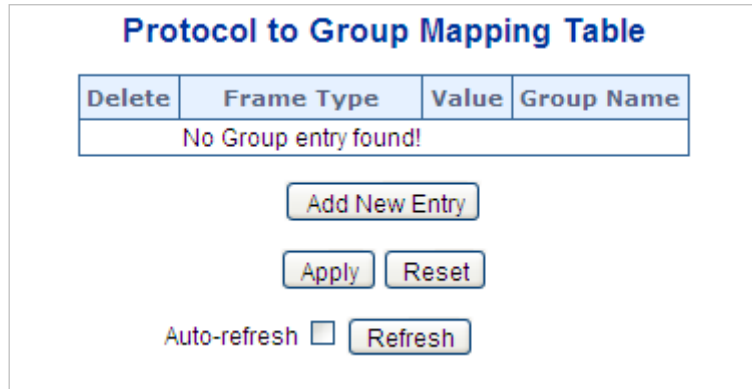 Protocol to Group Mapping Table
Delete Frame Type Value Group Name
No Group entry found!
Add New Entry
Apply Reset
Auto-refresh Refresh